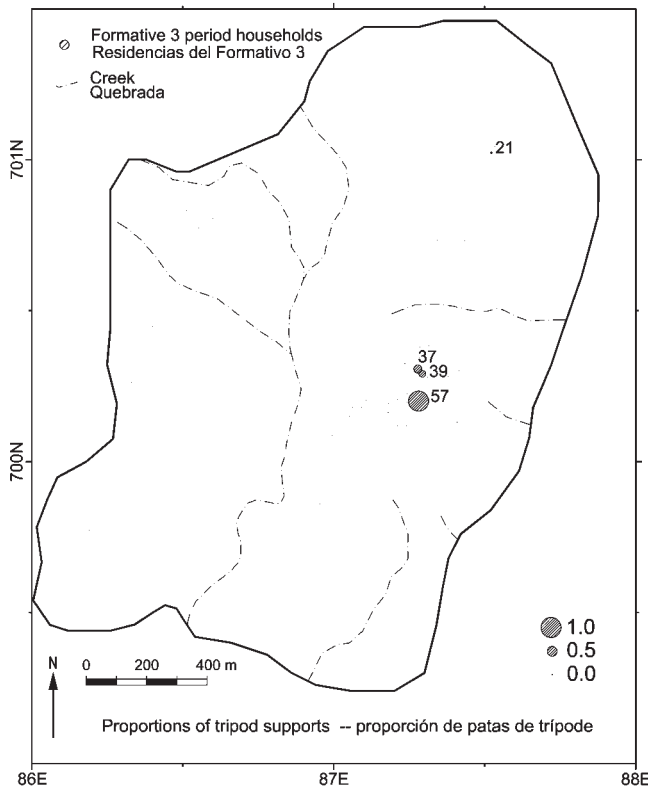 Formative 3 period households
Residencias del Formativo 3
Creek
Quebrada
701N
21
37
39
57
700N
1.0
0.5
0.0
N
0 200 400 m
Proportions of tripod supports -- proporción de patas de trípode
86E 87E 88E